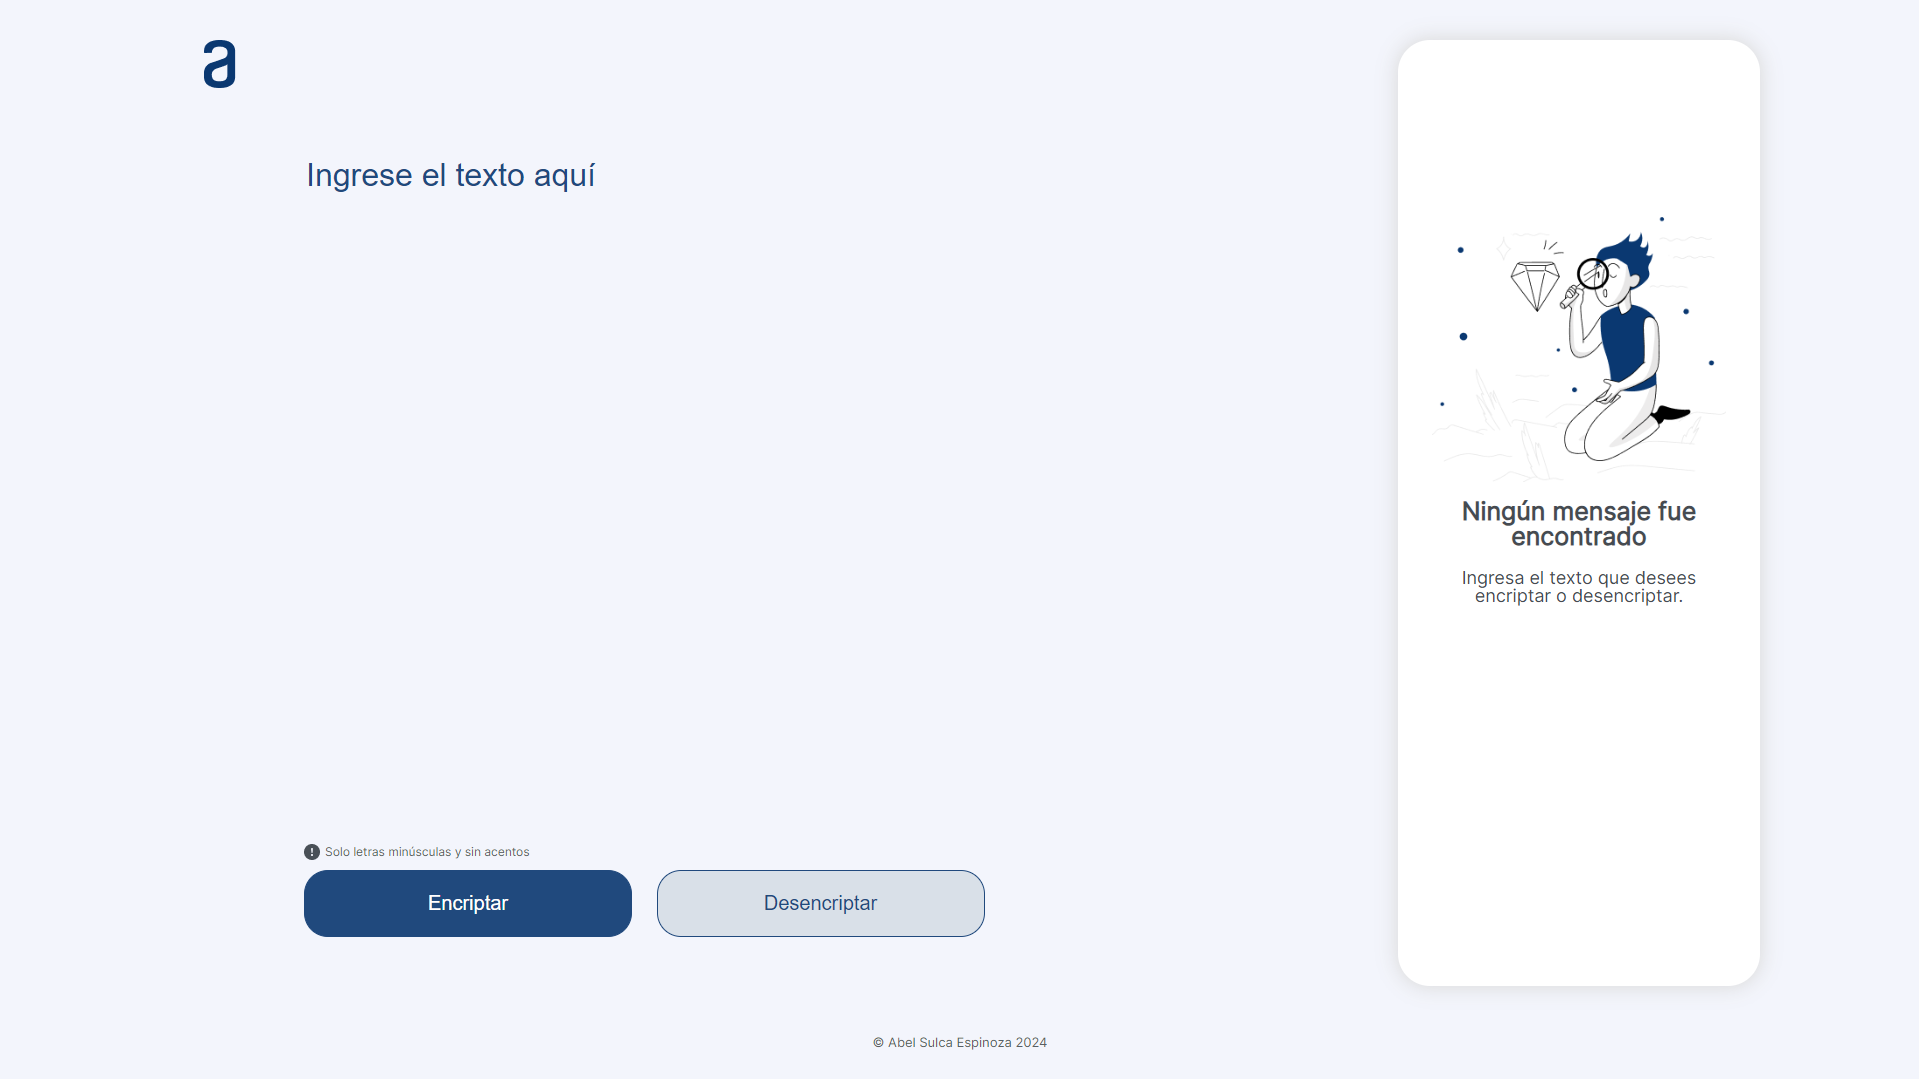 a
Ingrese el texto aquí
Solo letras minúsculas y sin acentos
Encriptar
Desencriptar
Ningún mensaje fue
encontrado
Ingresa el texto que desees
encriptar o desencriptar.
© Abel Sulca Espinoza 2024